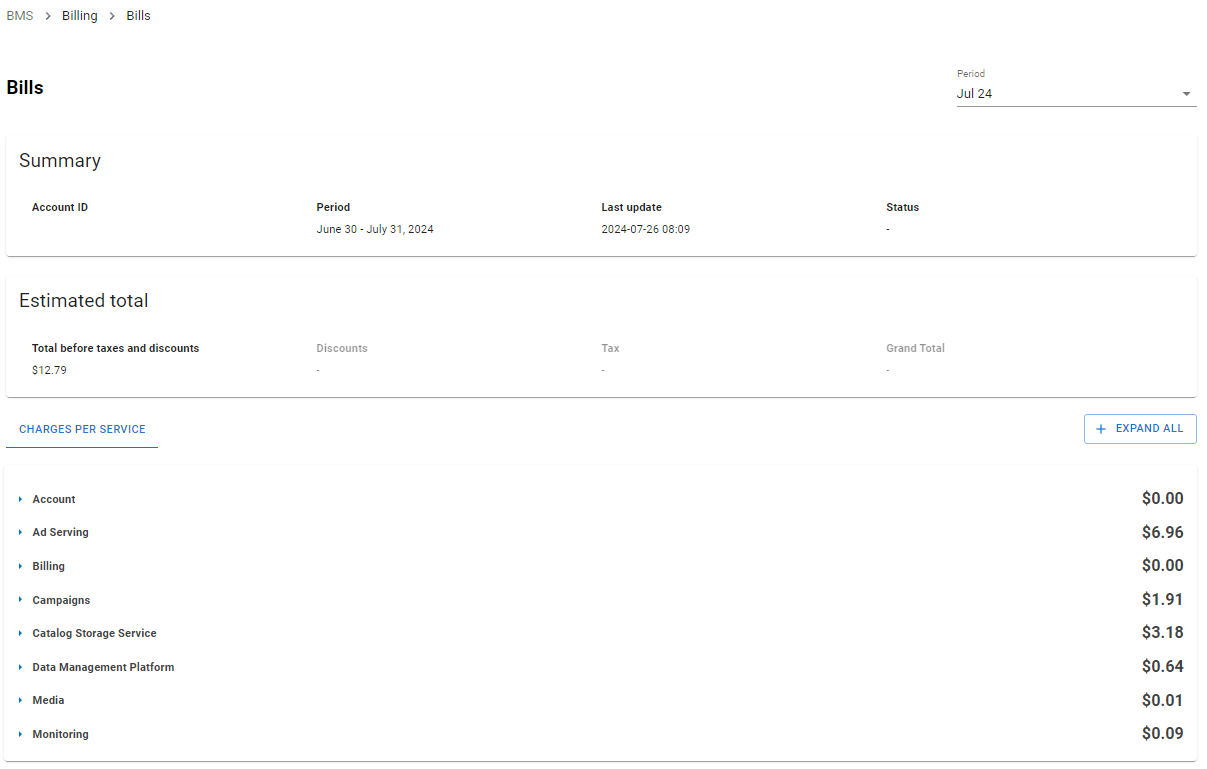 BMS > Billing > Bills
Bills
Period
Jul 24
Summary
Account ID Period Last update Status
June 30 - July 31, 2024 2024-07-26 08:09 -
Estimated total
Total before taxes and discounts Discounts Tax Grand Total
$12.79 - - -
CHARGES PER SERVICE + EXPAND ALL
Account $0.00
Ad Serving $6.96
Billing $0.00
Campaigns $1.91
Catalog Storage Service $3.18
Data Management Platform $0.64
Media $0.01
Monitoring $0.09